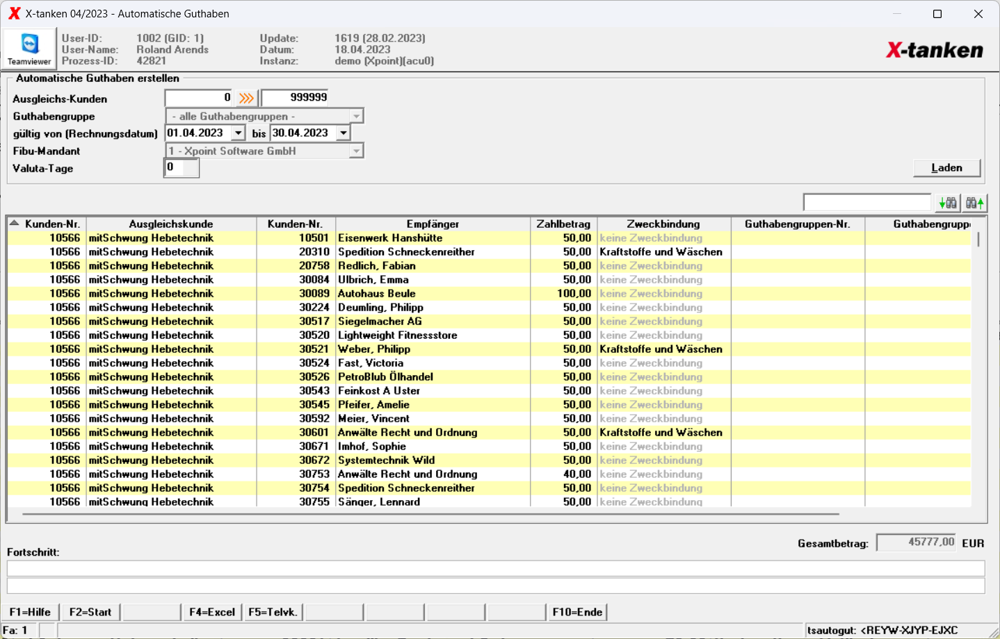 X-tanken 04/2023 - Automatische Guthaben
User-ID: 1002 (GID: 1) Update: 1619 (28.02.2023)
User-Name: Roland Arends Datum: 18.04.2023
Prozess-ID: 42821 Instanz: demo (Xpoint)(acu0)
Teamviewer
X-tanken
Automatische Guthaben erstellen
Ausgleichs-Kunden 0 999999
Guthabengruppe - alle Guthabengruppen -
gültig von (Rechnungsdatum) 01.04.2023 bis 30.04.2023
Fibu-Mandant 1 - Xpoint Software GmbH
Valuta-Tage 0
Laden
Kunden-Nr. Ausgleichskunde Kunden-Nr. Empfänger Zahlbetrag Zweckbindung Guthabengruppen-Nr. Guthabengruppe
10566 mitSchwung Hebetechnik 10501 Eisenwerk Hanshütte 50,00 keine Zweckbindung
10566 mitSchwung Hebetechnik 20310 Spedition Schneckenreither 50,00 Kraftstoffe und Wäschen
10566 mitSchwung Hebetechnik 20758 Redlich, Fabian 50,00 keine Zweckbindung
10566 mitSchwung Hebetechnik 30084 Ulbrich, Emma 50,00 keine Zweckbindung
10566 mitSchwung Hebetechnik 30089 Autohaus Beule 100,00 keine Zweckbindung
10566 mitSchwung Hebetechnik 30224 Deumling, Philipp 50,00 keine Zweckbindung
10566 mitSchwung Hebetechnik 30517 Siegelmacher AG 50,00 keine Zweckbindung
10566 mitSchwung Hebetechnik 30520 Lightweight Fitnessstore 50,00 keine Zweckbindung
10566 mitSchwung Hebetechnik 30521 Weber, Philipp 50,00 Kraftstoffe und Wäschen
10566 mitSchwung Hebetechnik 30524 Fast, Victoria 50,00 keine Zweckbindung
10566 mitSchwung Hebetechnik 30526 PetroBlub Ölhandel 50,00 keine Zweckbindung
10566 mitSchwung Hebetechnik 30543 Feinkost A Uster 50,00 keine Zweckbindung
10566 mitSchwung Hebetechnik 30545 Pfeifer, Amelie 50,00 keine Zweckbindung
10566 mitSchwung Hebetechnik 30592 Meier, Vincent 50,00 keine Zweckbindung
10566 mitSchwung Hebetechnik 30601 Anwälte Recht und Ordnung 50,00 Kraftstoffe und Wäschen
10566 mitSchwung Hebetechnik 30671 Imhof, Sophie 50,00 keine Zweckbindung
10566 mitSchwung Hebetechnik 30672 Systemtechnik Wild 50,00 keine Zweckbindung
10566 mitSchwung Hebetechnik 30753 Anwälte Recht und Ordnung 40,00 keine Zweckbindung
10566 mitSchwung Hebetechnik 30754 Spedition Schneckenreither 50,00 keine Zweckbindung
10566 mitSchwung Hebetechnik 30755 Sänger, Lennard 50,00 keine Zweckbindung
Gesamtbetrag: 45777,00 EUR
Fortschritt:
F1=Hilfe F2=Start F4=Excel F5=Telvk. F10=Ende
Fa: 1 tsautogut: <REYW-XJYP-EJXC